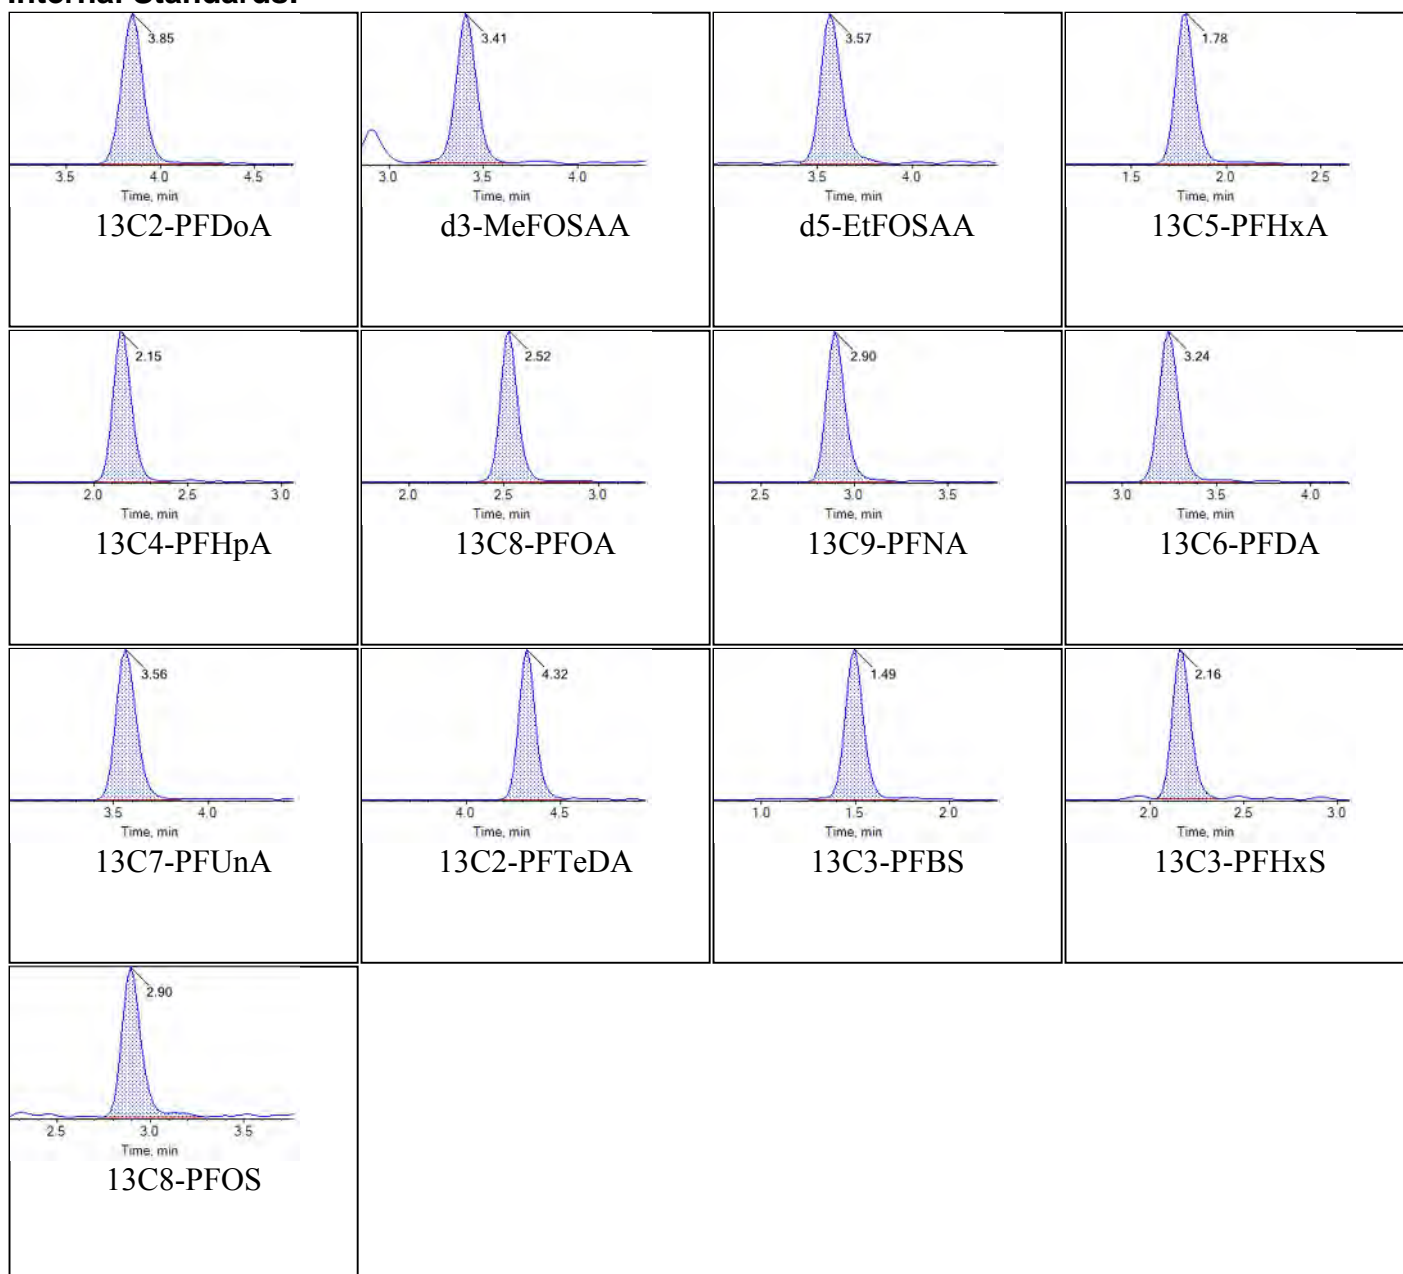 Internal Standards:
3.85
3.5 4.0 4.5
Time, min
13C2-PFDoA
3.41
3.0 3.5 4.0
Time, min
d3-MeFOSAA
3.57
3.5 4.0
Time, min
d5-EtFOSAA
1.78
1.5 2.0 2.5
Time, min
13C5-PFHxA
2.15
2.0 2.5 3.0
Time, min
13C4-PFHpA
2.52
2.0 2.5 3.0
Time, min
13C8-PFOA
2.90
2.5 3.0 3.5
Time, min
13C9-PFNA
3.24
3.0 3.5 4.0
Time, min
13C6-PFDA
3.56
3.5 4.0
Time, min
13C7-PFUnA
4.32
4.0 4.5
Time, min
13C2-PFTeDA
1.49
1.0 1.5 2.0
Time, min
13C3-PFBS
2.16
2.0 2.5 3.0
Time, min
13C3-PFHxS
2.90
2.5 3.0 3.5
Time, min
13C8-PFOS